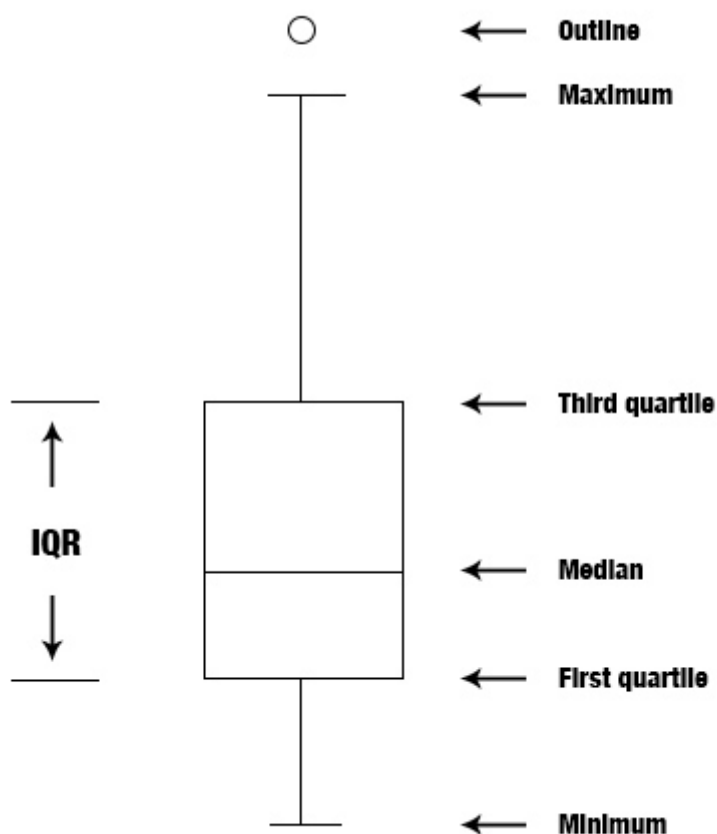 Outline
Maximum
Third quartile
IQR
Median
First quartile
Minimum